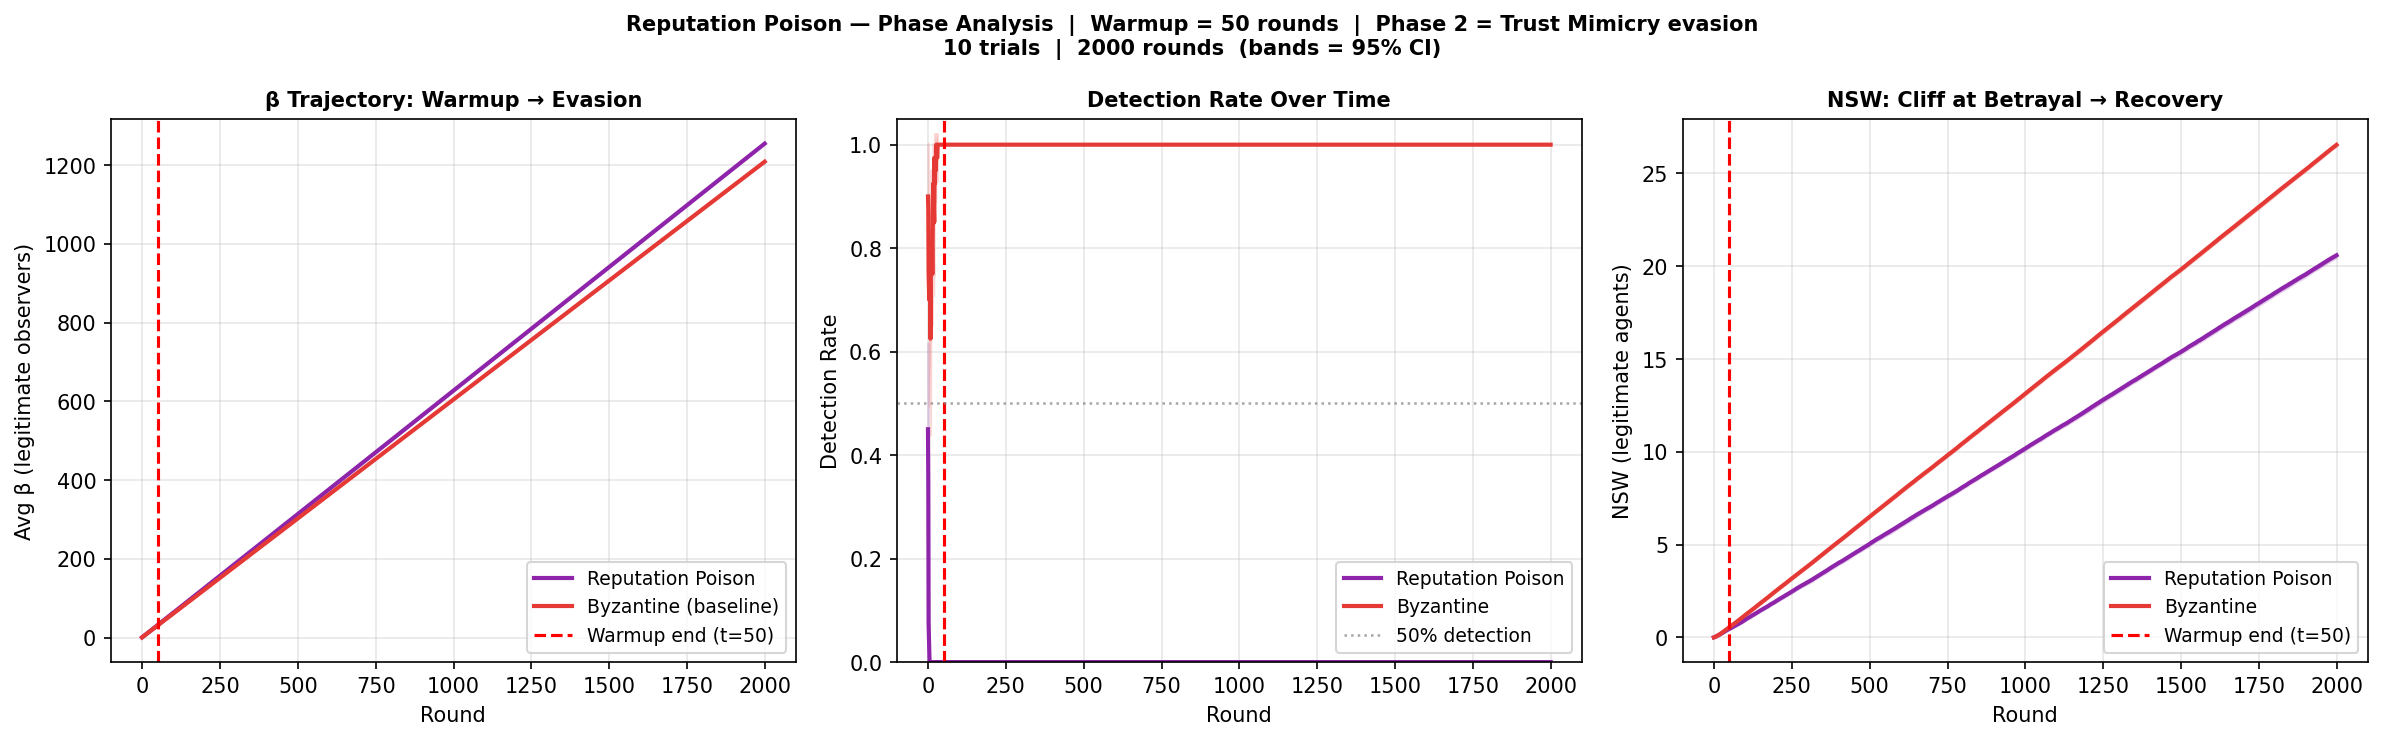 Reputation Poison — Phase Analysis | Warmup = 50 rounds | Phase 2 = Trust Mimicry evasion
10 trials | 2000 rounds (bands = 95% CI)
β Trajectory: Warmup → Evasion
Avg β (legitimate observers)
1200
1000
800
600
400
200
0
0 250 500 750 1000 1250 1500 1750 2000
Round
Reputation Poison
Byzantine (baseline)
Warmup end (t=50)
Detection Rate Over Time
Detection Rate
1.0
0.8
0.6
0.4
0.2
0.0
0 250 500 750 1000 1250 1500 1750 2000
Round
Reputation Poison
Byzantine
50% detection
NSW: Cliff at Betrayal → Recovery
NSW (legitimate agents)
25
20
15
10
5
0
0 250 500 750 1000 1250 1500 1750 2000
Round
Reputation Poison
Byzantine
Warmup end (t=50)